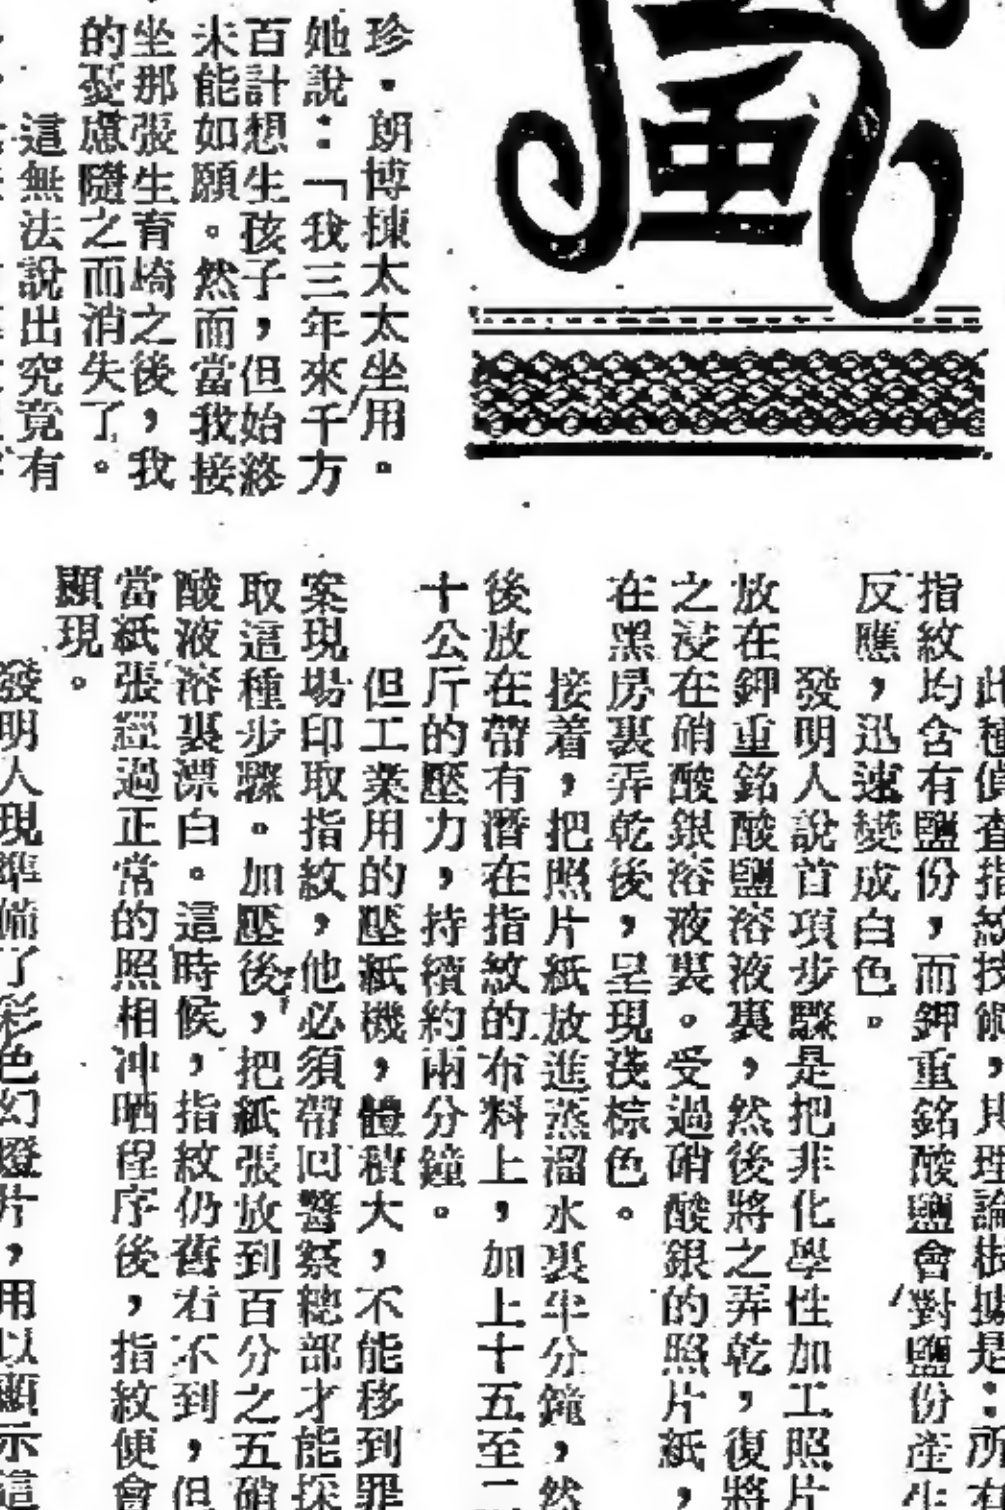 畫
珍・朗博揀太太坐用。
她說：「我三年來千方
百計想生孩子，但始終
未能如願。然而當我接
坐那張生育椅之後，我
的憂慮隨之而消失了。
這無法說出究竟有
此種偵查指紋技術，其理論根據是：所有
指紋均含有鹽份，而鉀重銘酸鹽會對鹽份產生
反應，迅速變成白色。
發明人說首項步驟是把非化學性加工照片
放在鉀重銘酸鹽溶液裏，然後將之弄乾，復將
之浸在硝酸銀溶液裏。受過硝酸銀的照片紙，
在黑房裏弄乾後，呈現淺棕色。
接着，把照片紙放進蒸溜水裏半分鐘，然
後放在帶有潛在指紋的布料上，加上十五至二
十公斤的壓力，持續約兩分鐘。
但工業用的壓紙機，體積大，不能移到罪
案現場印取指紋，他必須帶回警察總部才能採
取這種步驟。加壓後，把紙張放到百分之五硝
酸液溶裏漂白。這時候，指紋仍舊看不到，但
當紙張經過正常的照相冲晒程序後，指紋便會
顯現。
發明人現準備了彩色幻燈片，用以顯示這